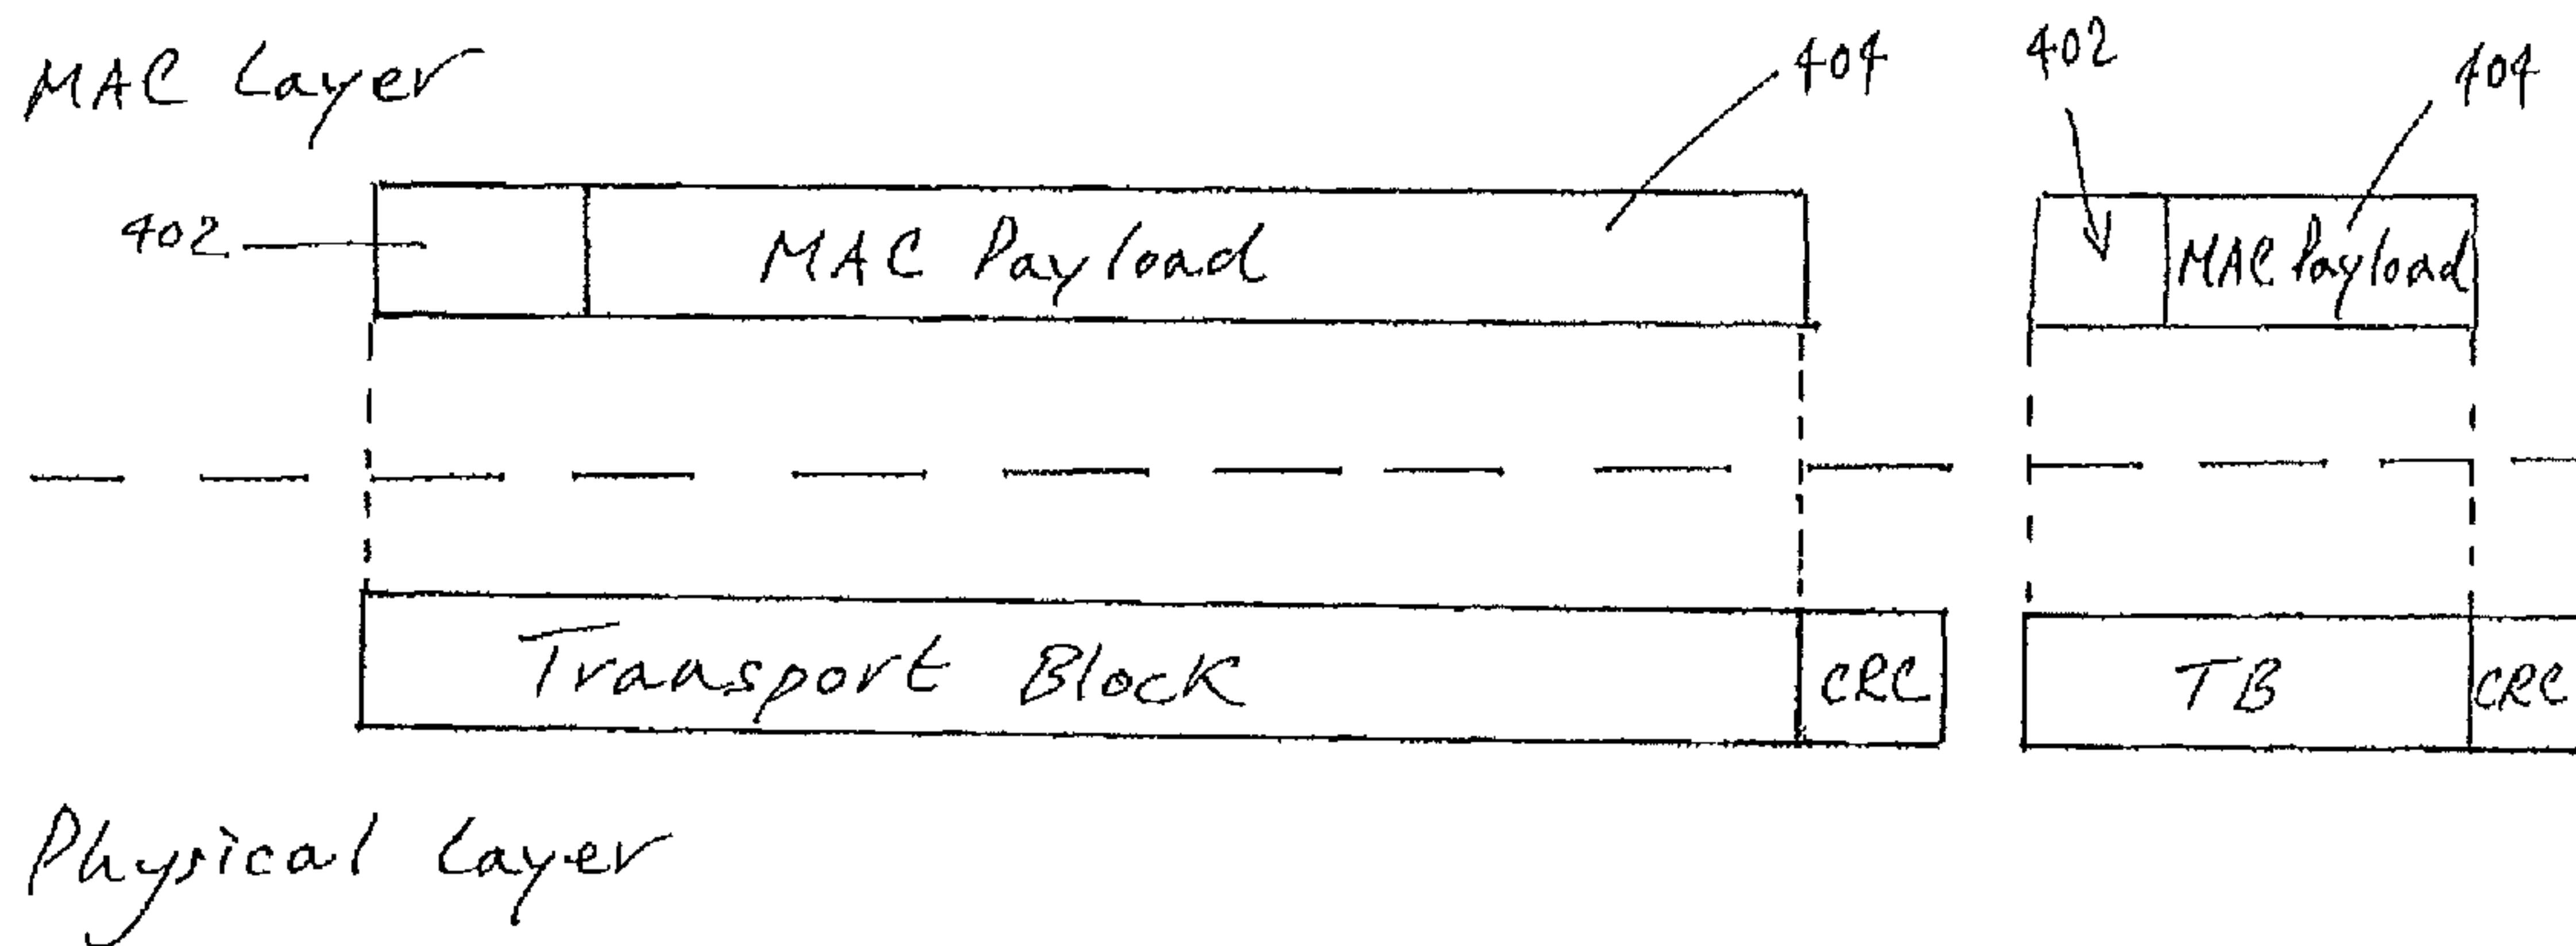 MAC Layer
404
402
404
402
MAC Payload
MAC Payload
Transport Block
CRC
TB
CRC
Physical Layer